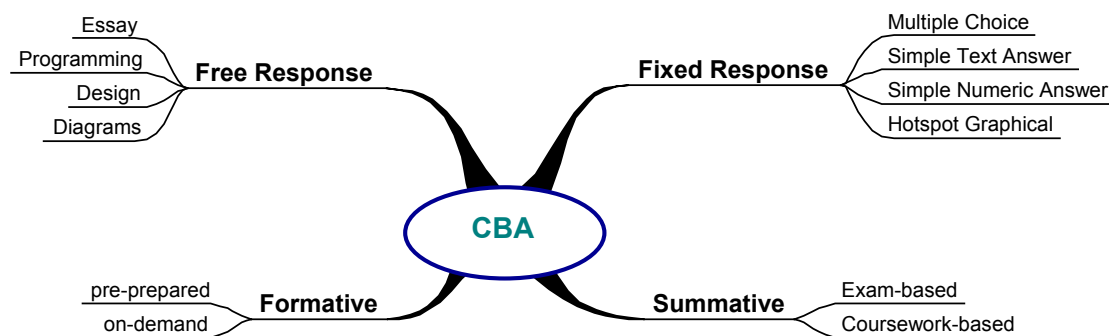 Essay
Programming
Design
Diagrams
Free Response
Fixed Response
Multiple Choice
Simple Text Answer
Simple Numeric Answer
Hotspot Graphical
CBA
pre-prepared
on-demand
Formative
Summative
Exam-based
Coursework-based